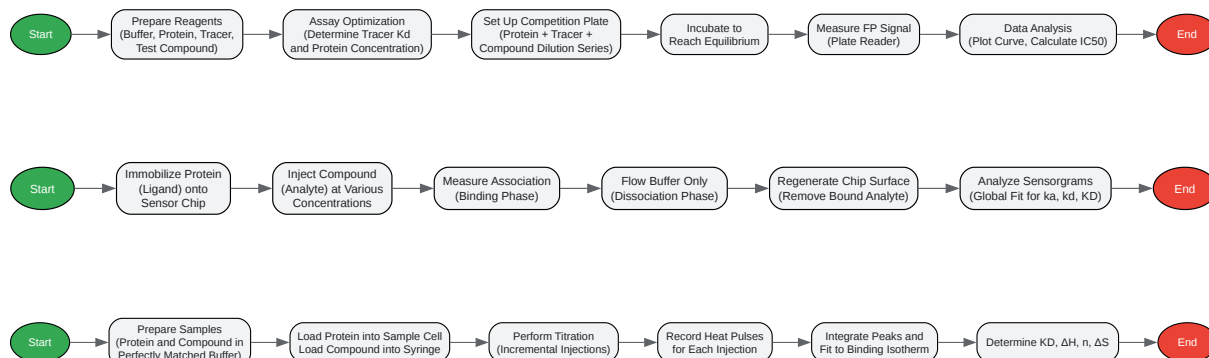 Start
Prepare Reagents
(Buffer, Protein, Tracer,
Test Compound)
Assay Optimization
(Determine Tracer Kd
and Protein Concentration)
Set Up Competition Plate
(Protein + Tracer +
Compound Dilution Series)
Incubate to
Reach Equilibrium
Measure FP Signal
(Plate Reader)
Data Analysis
(Plot Curve, Calculate IC50)
End
Start
Immobilize Protein
(Ligand) onto
Sensor Chip
Inject Compound
(Analyte) at Various
Concentrations
Measure Association
(Binding Phase)
Flow Buffer Only
(Dissociation Phase)
Regenerate Chip Surface
(Remove Bound Analyte)
Analyze Sensorgrams
(Global Fit for ka, kd, KD)
End
Start
Prepare Samples
(Protein and Compound in
Perfectly Matched Buffer)
Load Protein into Sample Cell
Load Compound into Syringe
Perform Titration
(Incremental Injections)
Record Heat Pulses
for Each Injection
Integrate Peaks and
Fit to Binding Isotherm
Determine KD, ΔH, n, ΔS
End